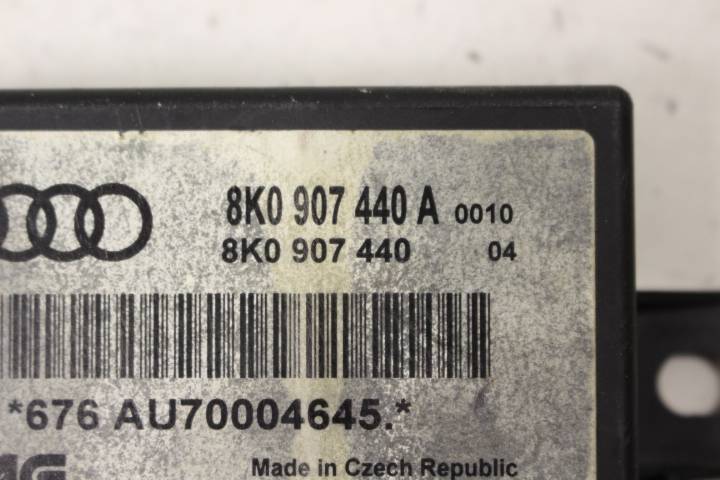 8K0 907 440 A 0010
8K0 907 440 04
*676 AU70004645.*
Made in Czech Republic